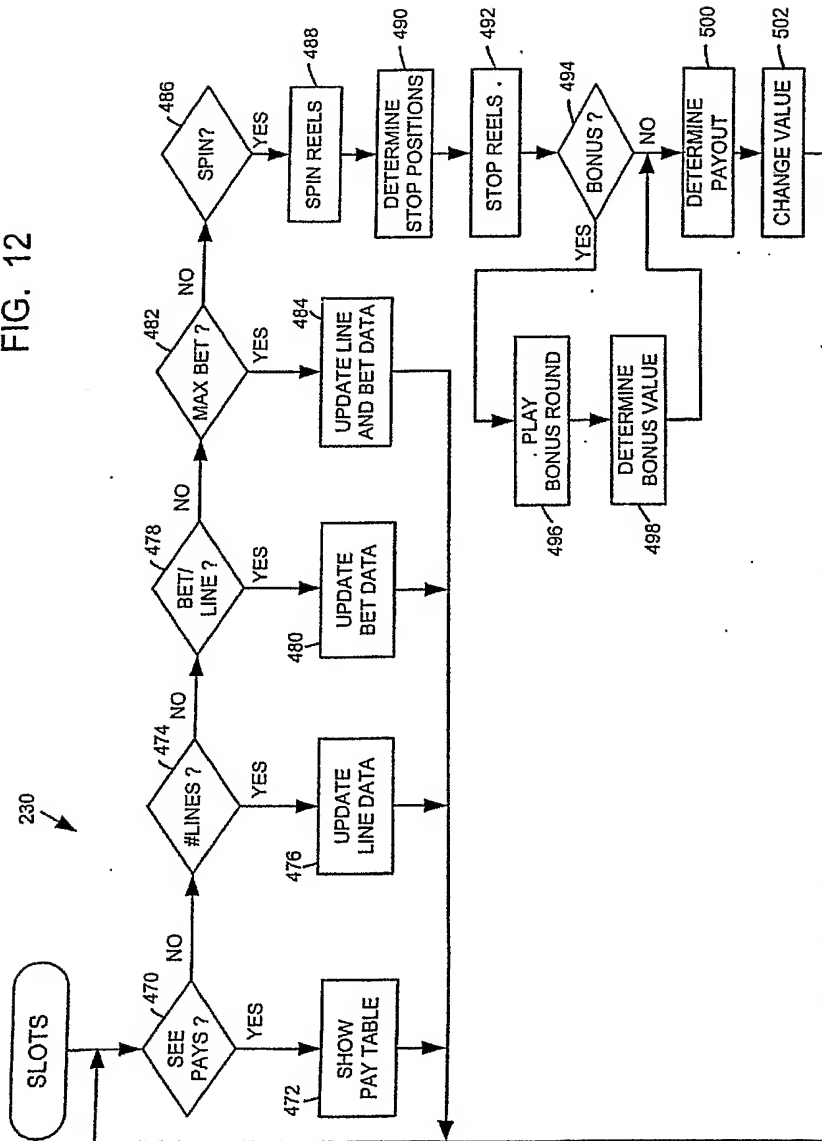 FIG. 12
230
SLOTS
470
SEE
PAYS ?
NO
YES
472
SHOW
PAY TABLE
474
#LINES ?
NO
YES
476
UPDATE
LINE DATA
478
BET/
LINE ?
NO
YES
480
UPDATE
BET DATA
482
MAX BET ?
NO
YES
484
UPDATE LINE
AND BET DATA
486
SPIN?
YES
488
SPIN REELS
490
DETERMINE
STOP POSITIONS
492
STOP REELS
494
BONUS ?
YES
NO
496
PLAY
BONUS ROUND
498
DETERMINE
BONUS VALUE
500
DETERMINE
PAYOUT
502
CHANGE VALUE